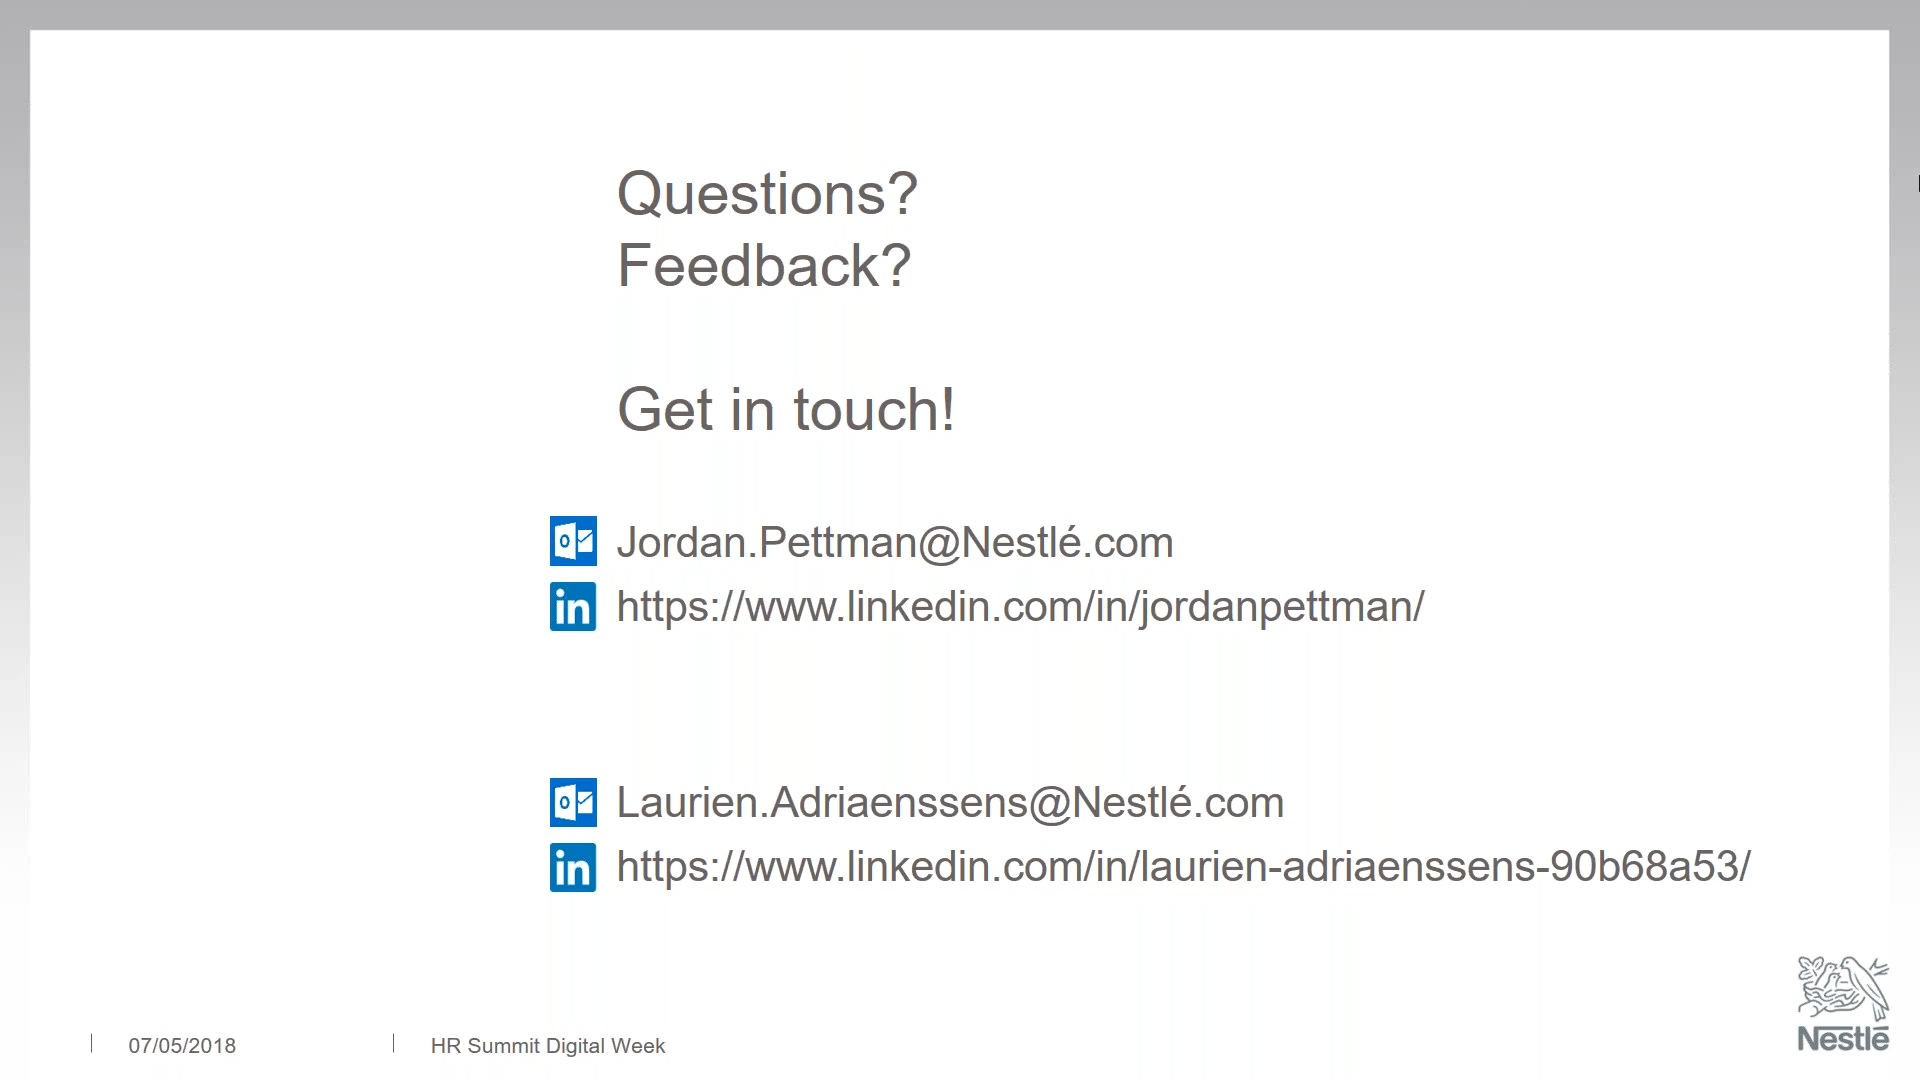 Questions?
Feedback?
Get in touch!
Jordan.Pettman@Nestlé.com
https://www.linkedin.com/in/jordanpettman/
Laurien.Adriaenssens@Nestlé.com
https://www.linkedin.com/in/laurien-adriaenssens-90b68a53/
07/05/2018
HR Summit Digital Week
Nestlé